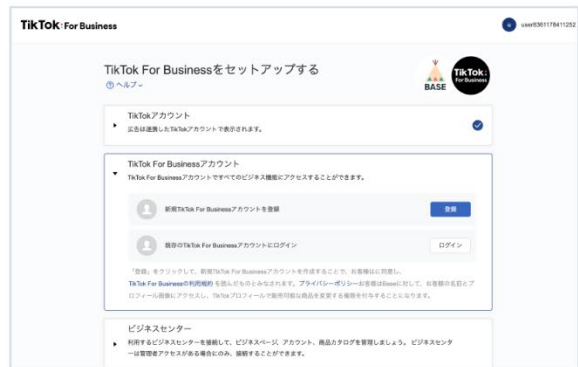 TikTok: For Business
user8361178411252
TikTok For Businessをセットアップする
ヘルプ
BASE
TikTok: For Business
TikTokアカウント
広告は連携したTikTokアカウントで表示されます。
TikTok For Businessアカウント
TikTok For Businessアカウントですべてのビジネス機能にアクセスすることができます。
新規TikTok For Businessアカウントを登録
登録
既存のTikTok For Businessアカウントにログイン
ログイン
「登録」をクリックして、新規TikTok For Businessアカウントを作成することで、お客様はに同意し、
TikTok For Businessの利用規約 を読んだものとみなされます。プライバシーポリシーお客様はBaseに対して、お客様の名前とプ
ロフィール画像にアクセスし、TikTokプロフィールで販売可能な商品を変更する権限を付与することになります。
ビジネスセンター
利用するビジネスセンターを接続して、ビジネスページ、アカウント、商品カタログを管理しましょう。 ビジネスセンタ
ーは管理者アクセスがある場合にのみ、接続することができます。